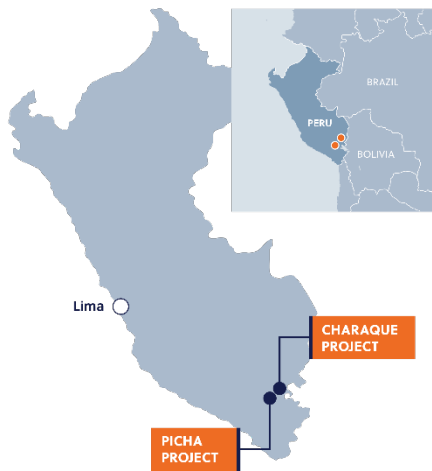 BRAZIL
PERU
BOLIVIA
Lima
CHARAQUE
PROJECT
PICHA
PROJECT